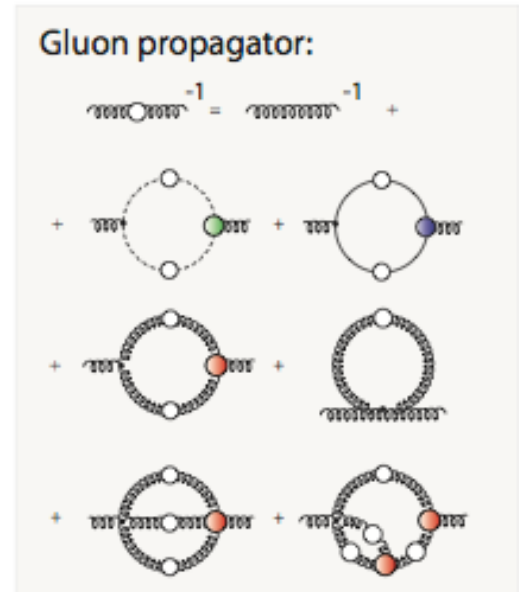 Gluon propagator:
-1 = -1 +
+ +
+ +
+ +